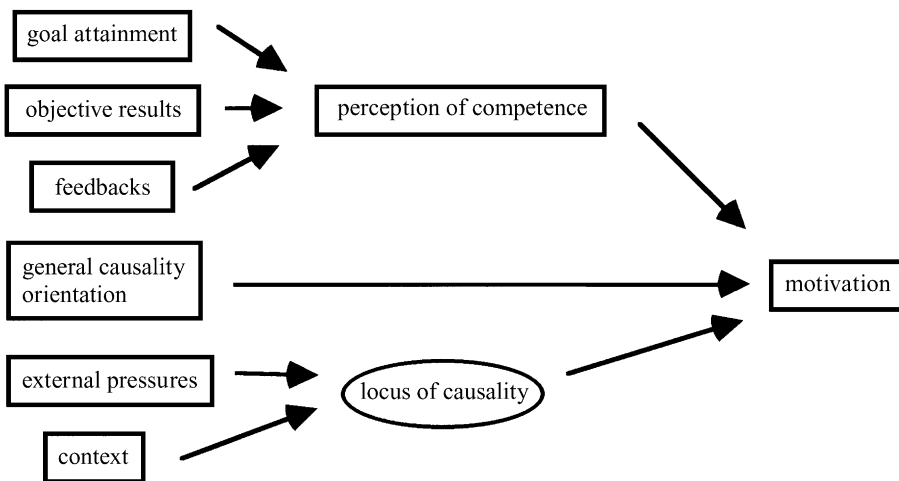 goal attainment
objective results
perception of competence
feedbacks
general causality
orientation
motivation
external pressures
locus of causality
context